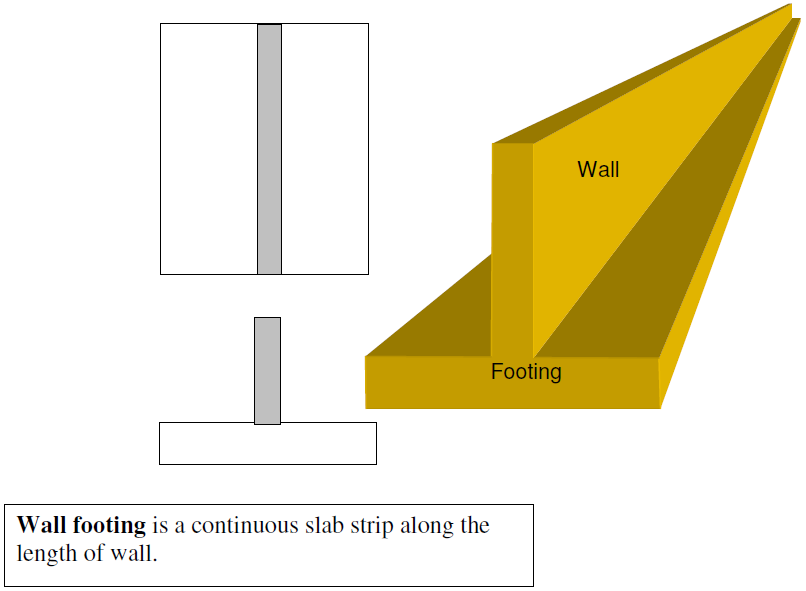 Wall
Footing
Wall footing is a continuous slab strip along the
length of wall.